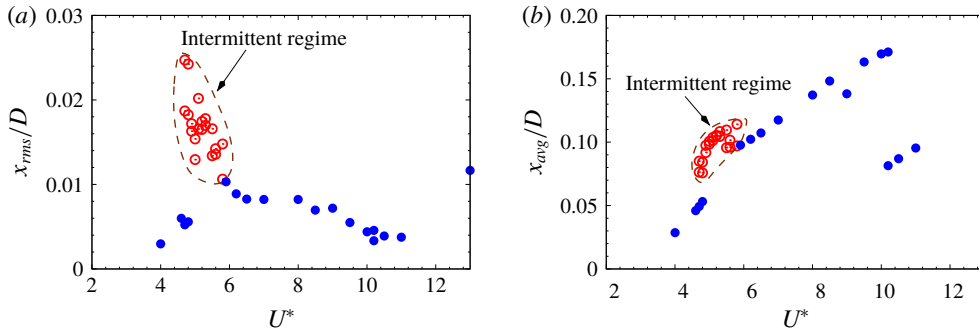 (a)
0.03
0.02
0.01
0
x_rms/D
Intermittent regime
2 4 6 8 10 12
U*
(b)
0.20
0.15
0.10
0.05
0
x_avg/D
Intermittent regime
2 4 6 8 10 12
U*